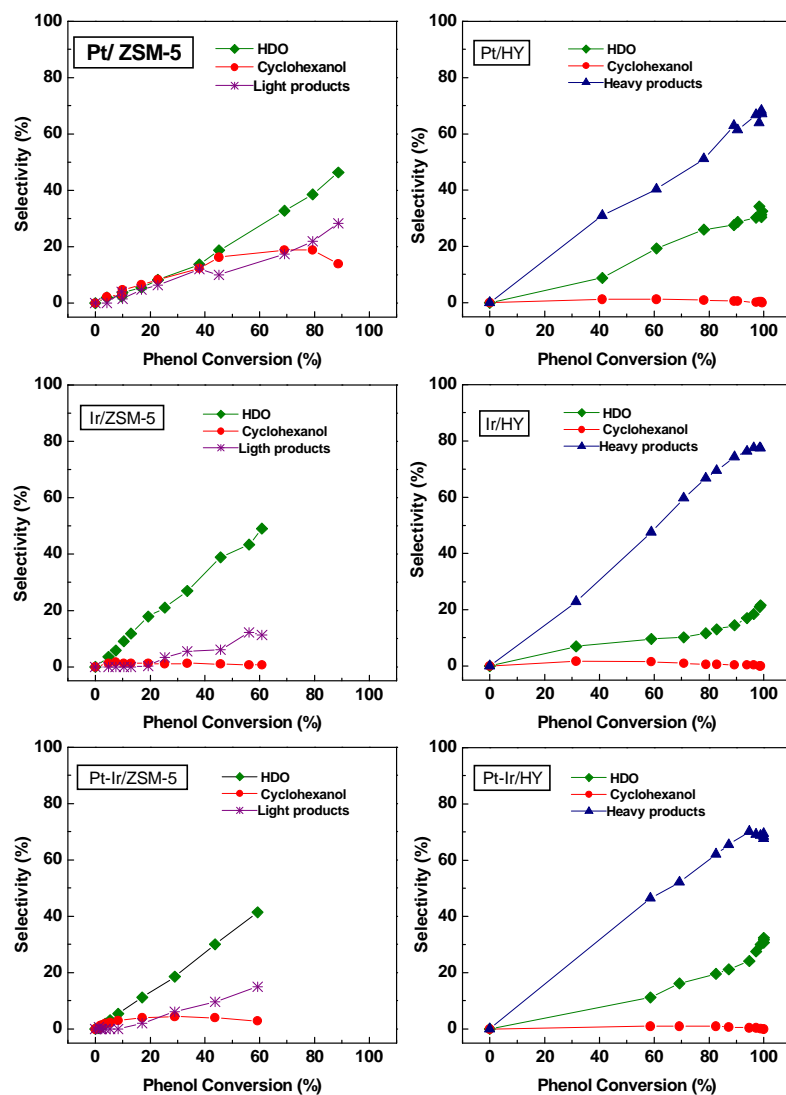 Pt/ ZSM-5
HDO
Cyclohexanol
Light products
100
80
60
40
20
0
Selectivity (%)
0 20 40 60 80 100
Phenol Conversion (%)
Pt/HY
HDO
Cyclohexanol
Heavy products
100
80
60
40
20
0
Selectivity (%)
0 20 40 60 80 100
Phenol Conversion (%)
Ir/ZSM-5
HDO
Cyclohexanol
Ligth products
100
80
60
40
20
0
Selectivity (%)
0 20 40 60 80 100
Phenol Conversion (%)
Ir/HY
HDO
Cyclohexanol
Heavy products
100
80
60
40
20
0
Selectivity (%)
0 20 40 60 80 100
Phenol Conversion (%)
Pt-Ir/ZSM-5
HDO
Cyclohexanol
Light products
100
80
60
40
20
0
Selectivity (%)
0 20 40 60 80 100
Phenol Conversion (%)
Pt-Ir/HY
HDO
Cyclohexanol
Heavy products
100
80
60
40
20
0
Selectivity (%)
0 20 40 60 80 100
Phenol Conversion (%)